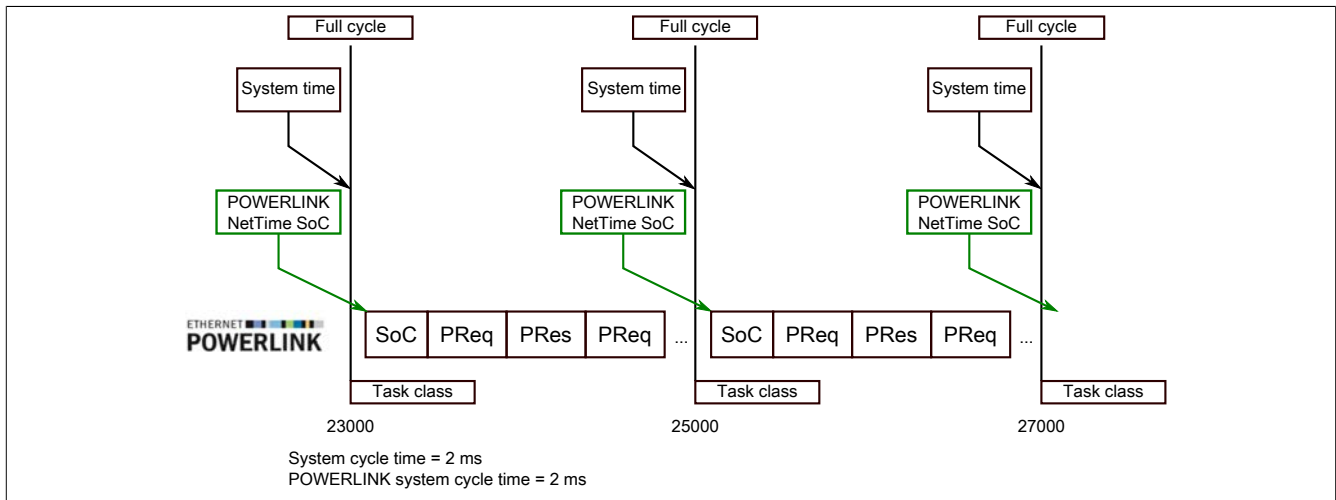 Full cycle
Full cycle
Full cycle
System time
System time
System time
POWERLINK
NetTime SoC
POWERLINK
NetTime SoC
POWERLINK
NetTime SoC
ETHERNET
POWERLINK
SoC PReq PRes PReq ... SoC PReq PRes PReq ...
Task class
Task class
Task class
23000
25000
27000
System cycle time = 2 ms
POWERLINK system cycle time = 2 ms